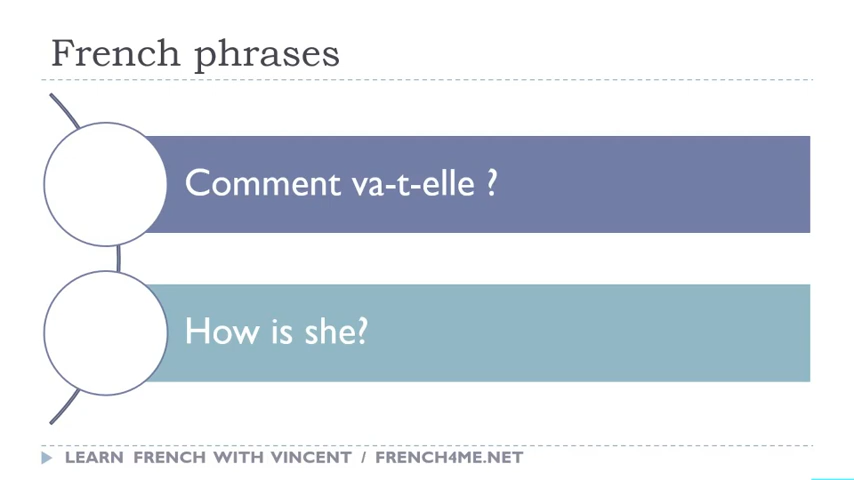 French phrases
Comment va-t-elle ?
How is she?
LEARN FRENCH WITH VINCENT / FRENCH4ME.NET